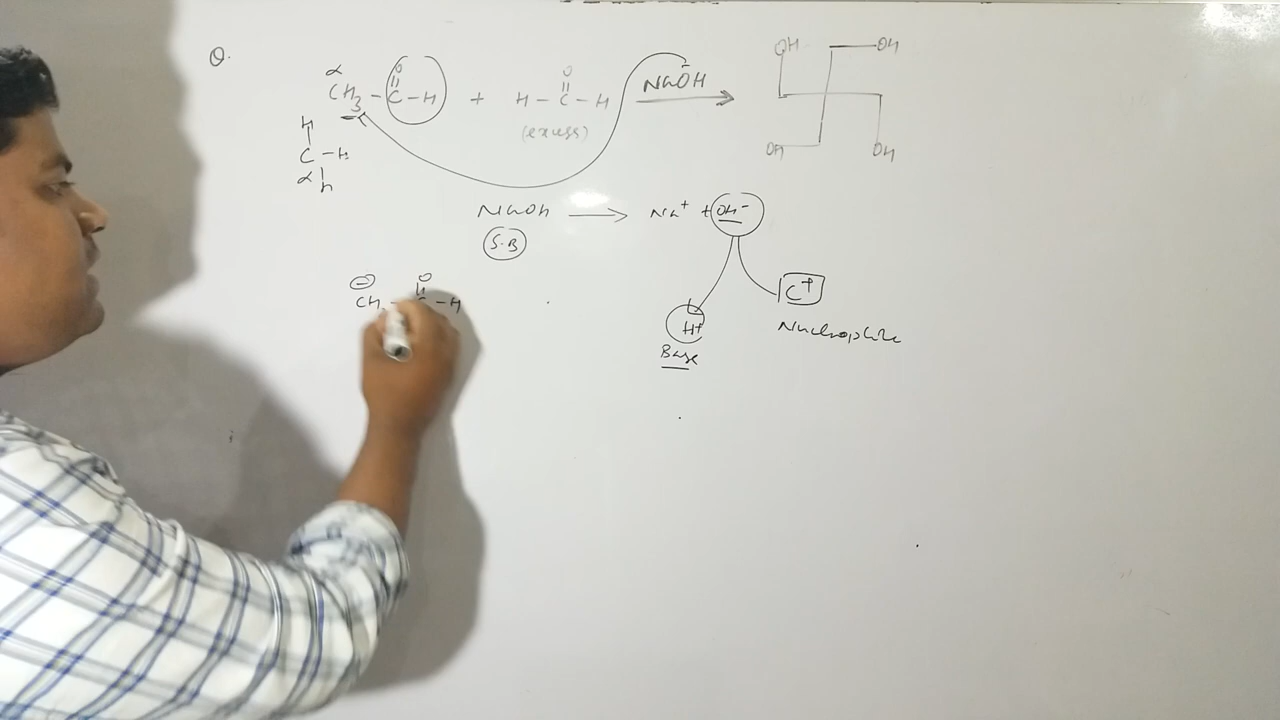 Q.
α O O
CH3 – C – H + H – C – H NaOH
(excess)
H
C – H
α H
OH OH
OH OH
NaOH → Na+ + OH-
S.B
⊖ O
CH2 – C – H
H+ C+
Base Nucleophile